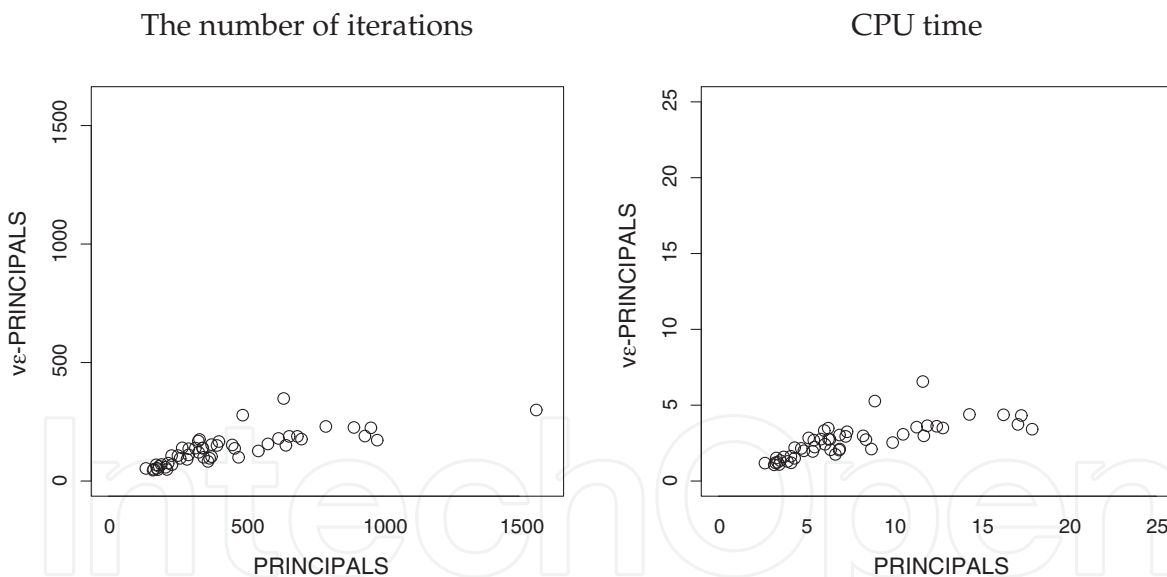 The number of iterations
CPU time
1500
1000
500
0
vε-PRINCIPALS
0 500 1000 1500
PRINCIPALS
25
20
15
10
5
0
vε-PRINCIPALS
0 5 10 15 20 25
PRINCIPALS
IntechOpen